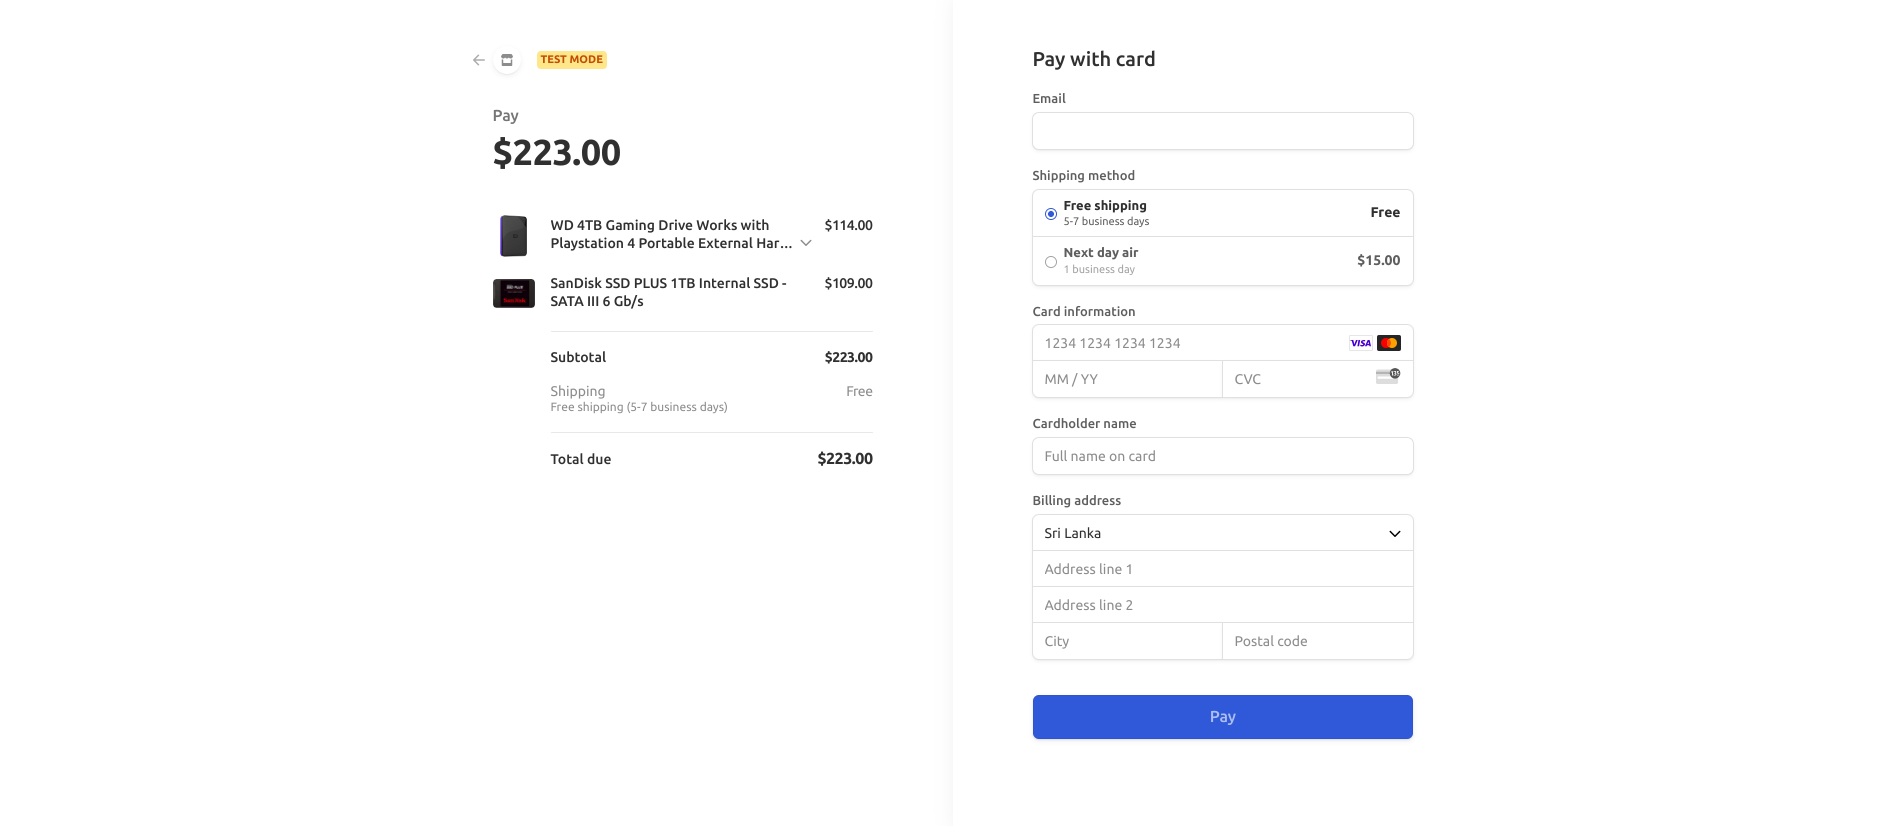 TEST MODE
Pay
$223.00
WD 4TB Gaming Drive Works with $114.00
Playstation 4 Portable External Har...
SanDisk SSD PLUS 1TB Internal SSD - $109.00
SATA III 6 Gb/s
Subtotal $223.00
Shipping Free
Free shipping (5-7 business days)
Total due $223.00
Pay with card
Email
Shipping method
Free shipping Free
5-7 business days
Next day air $15.00
1 business day
Card information
1234 1234 1234 1234 VISA
MM / YY CVC 135
Cardholder name
Full name on card
Billing address
Sri Lanka
Address line 1
Address line 2
City Postal code
Pay